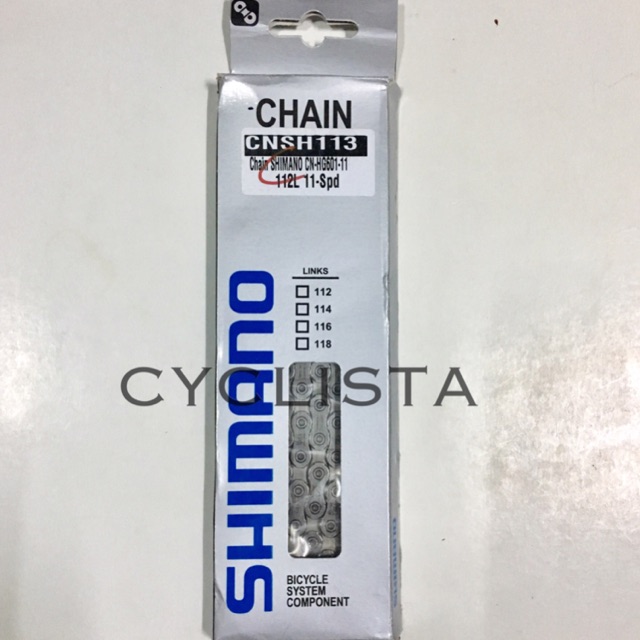 CHAIN
CNSH113
Chain SHIMANO CN-HG601-11
112L 11-Spd
LINKS
112
114
116
118
CYCLISTA
SHIMANO
BICYCLE
SYSTEM
COMPONENT
SHIMANO